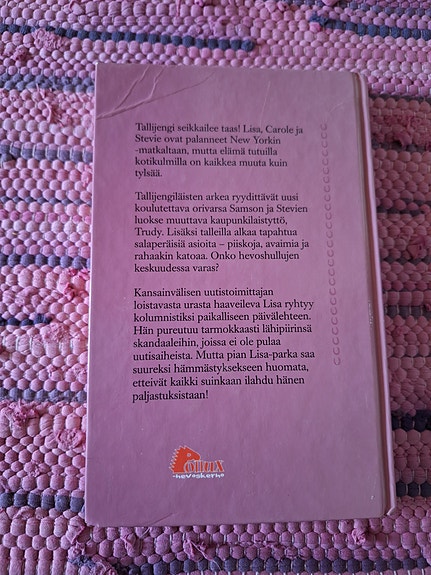 Tallijengi seikkailee taas! Lisa, Carole ja
Stevie ovat palanneet New Yorkin
-matkaltaan, mutta elämä tutuilla
kotikulmilla on kaikkea muuta kuin
tylsää.
Tallijengiläisten arkea ryydittävät uusi
koulutettava orivarsa Samson ja Stevien
luokse muuttava kaupunkilaistyttö,
Trudy. Lisäksi talleilla alkaa tapahtua
salaperäisiä asioita – piiskoja, avaimia ja
rahaakin katoaa. Onko hevoshullujen
keskuudessa varas?
Kansainvälisen uutistoimittajan
loistavasta urasta haaveileva Lisa ryhtyy
kolumnistiksi paikalliseen päivälehteen.
Hän pureutuu tarmokkaasti lähipiirinsä
skandaaleihin, joissa ei ole pulaa
uutisaiheista. Mutta pian Lisa-parka saa
suureksi hämmästyksekseen huomata,
etteivät kaikki suinkaan ilahdu hänen
paljastuksistaan!
Pollux
-hevoskerho